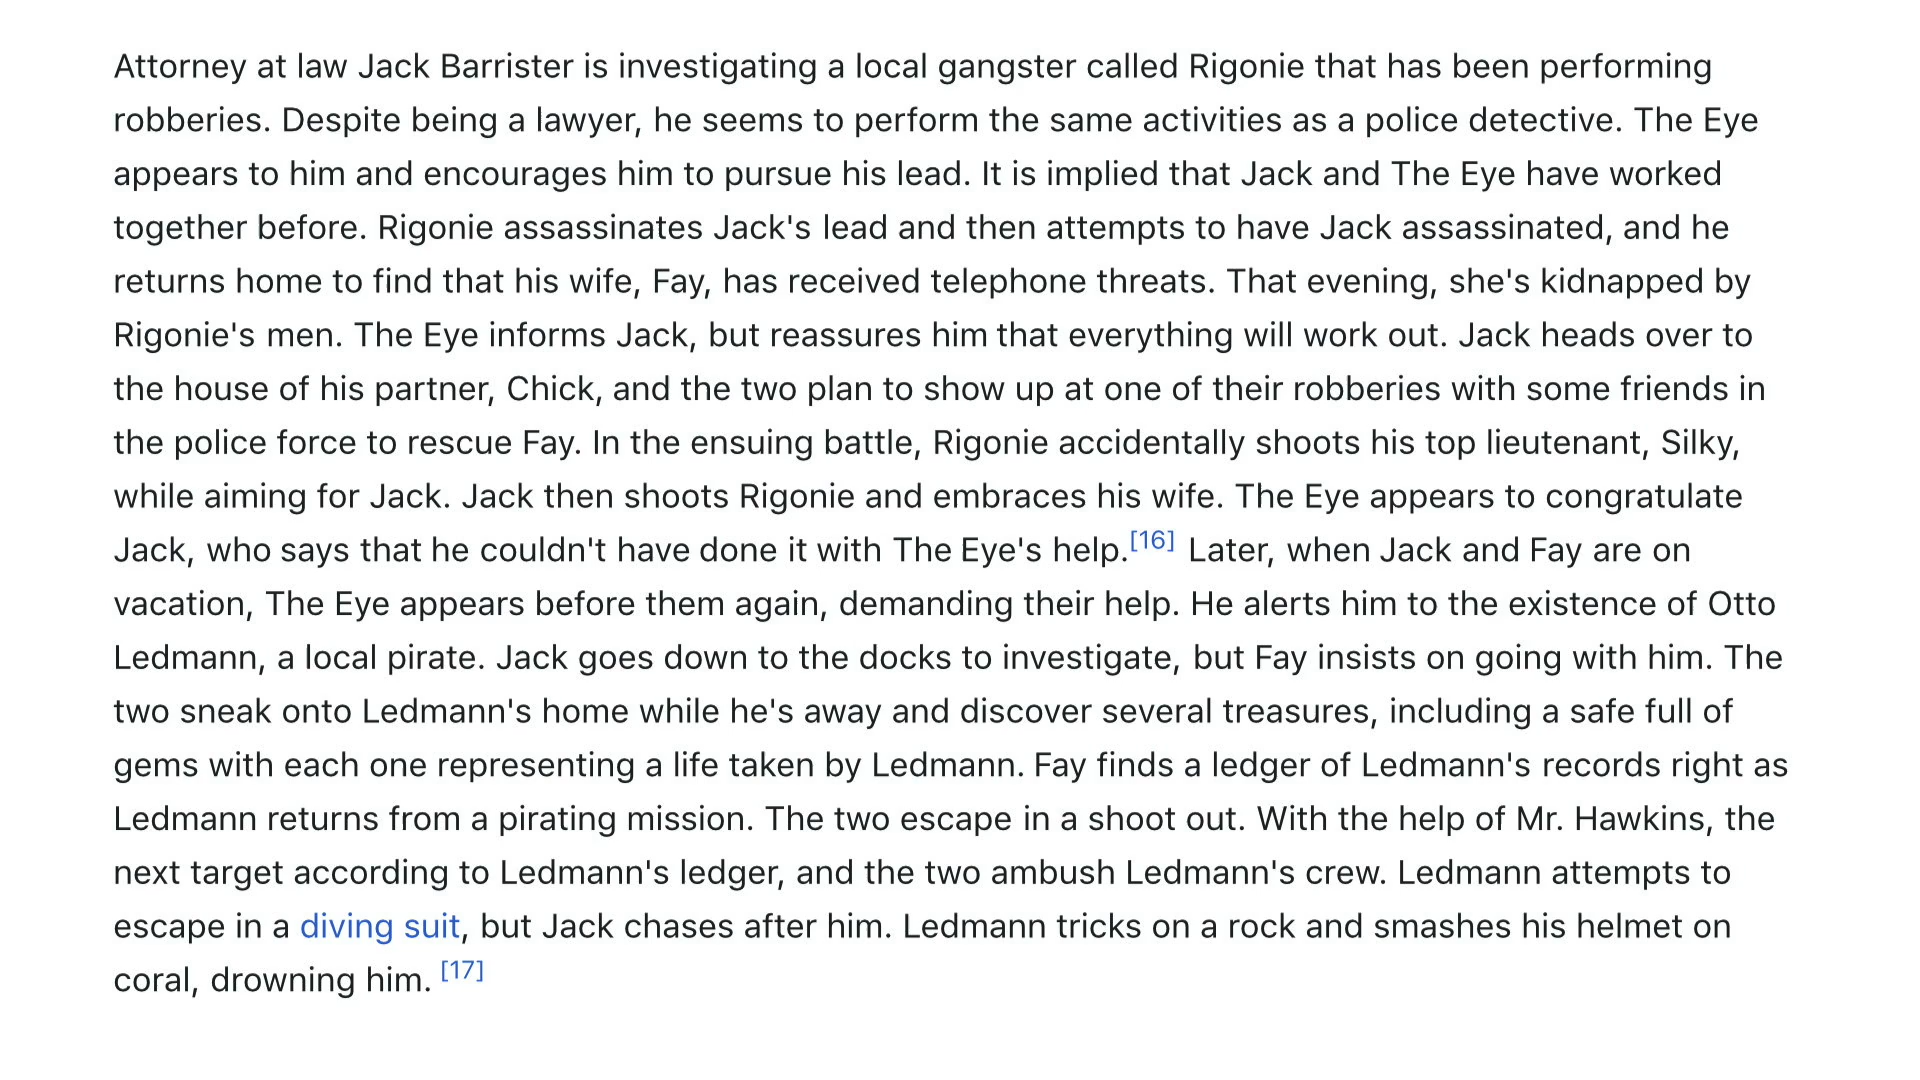 Attorney at law Jack Barrister is investigating a local gangster called Rigonie that has been performing
robberies. Despite being a lawyer, he seems to perform the same activities as a police detective. The Eye
appears to him and encourages him to pursue his lead. It is implied that Jack and The Eye have worked
together before. Rigonie assassinates Jack's lead and then attempts to have Jack assassinated, and he
returns home to find that his wife, Fay, has received telephone threats. That evening, she's kidnapped by
Rigonie's men. The Eye informs Jack, but reassures him that everything will work out. Jack heads over to
the house of his partner, Chick, and the two plan to show up at one of their robberies with some friends in
the police force to rescue Fay. In the ensuing battle, Rigonie accidentally shoots his top lieutenant, Silky,
while aiming for Jack. Jack then shoots Rigonie and embraces his wife. The Eye appears to congratulate
Jack, who says that he couldn't have done it with The Eye's help.[16] Later, when Jack and Fay are on
vacation, The Eye appears before them again, demanding their help. He alerts him to the existence of Otto
Ledmann, a local pirate. Jack goes down to the docks to investigate, but Fay insists on going with him. The
two sneak onto Ledmann's home while he's away and discover several treasures, including a safe full of
gems with each one representing a life taken by Ledmann. Fay finds a ledger of Ledmann's records right as
Ledmann returns from a pirating mission. The two escape in a shoot out. With the help of Mr. Hawkins, the
next target according to Ledmann's ledger, and the two ambush Ledmann's crew. Ledmann attempts to
escape in a diving suit, but Jack chases after him. Ledmann tricks on a rock and smashes his helmet on
coral, drowning him. [17]